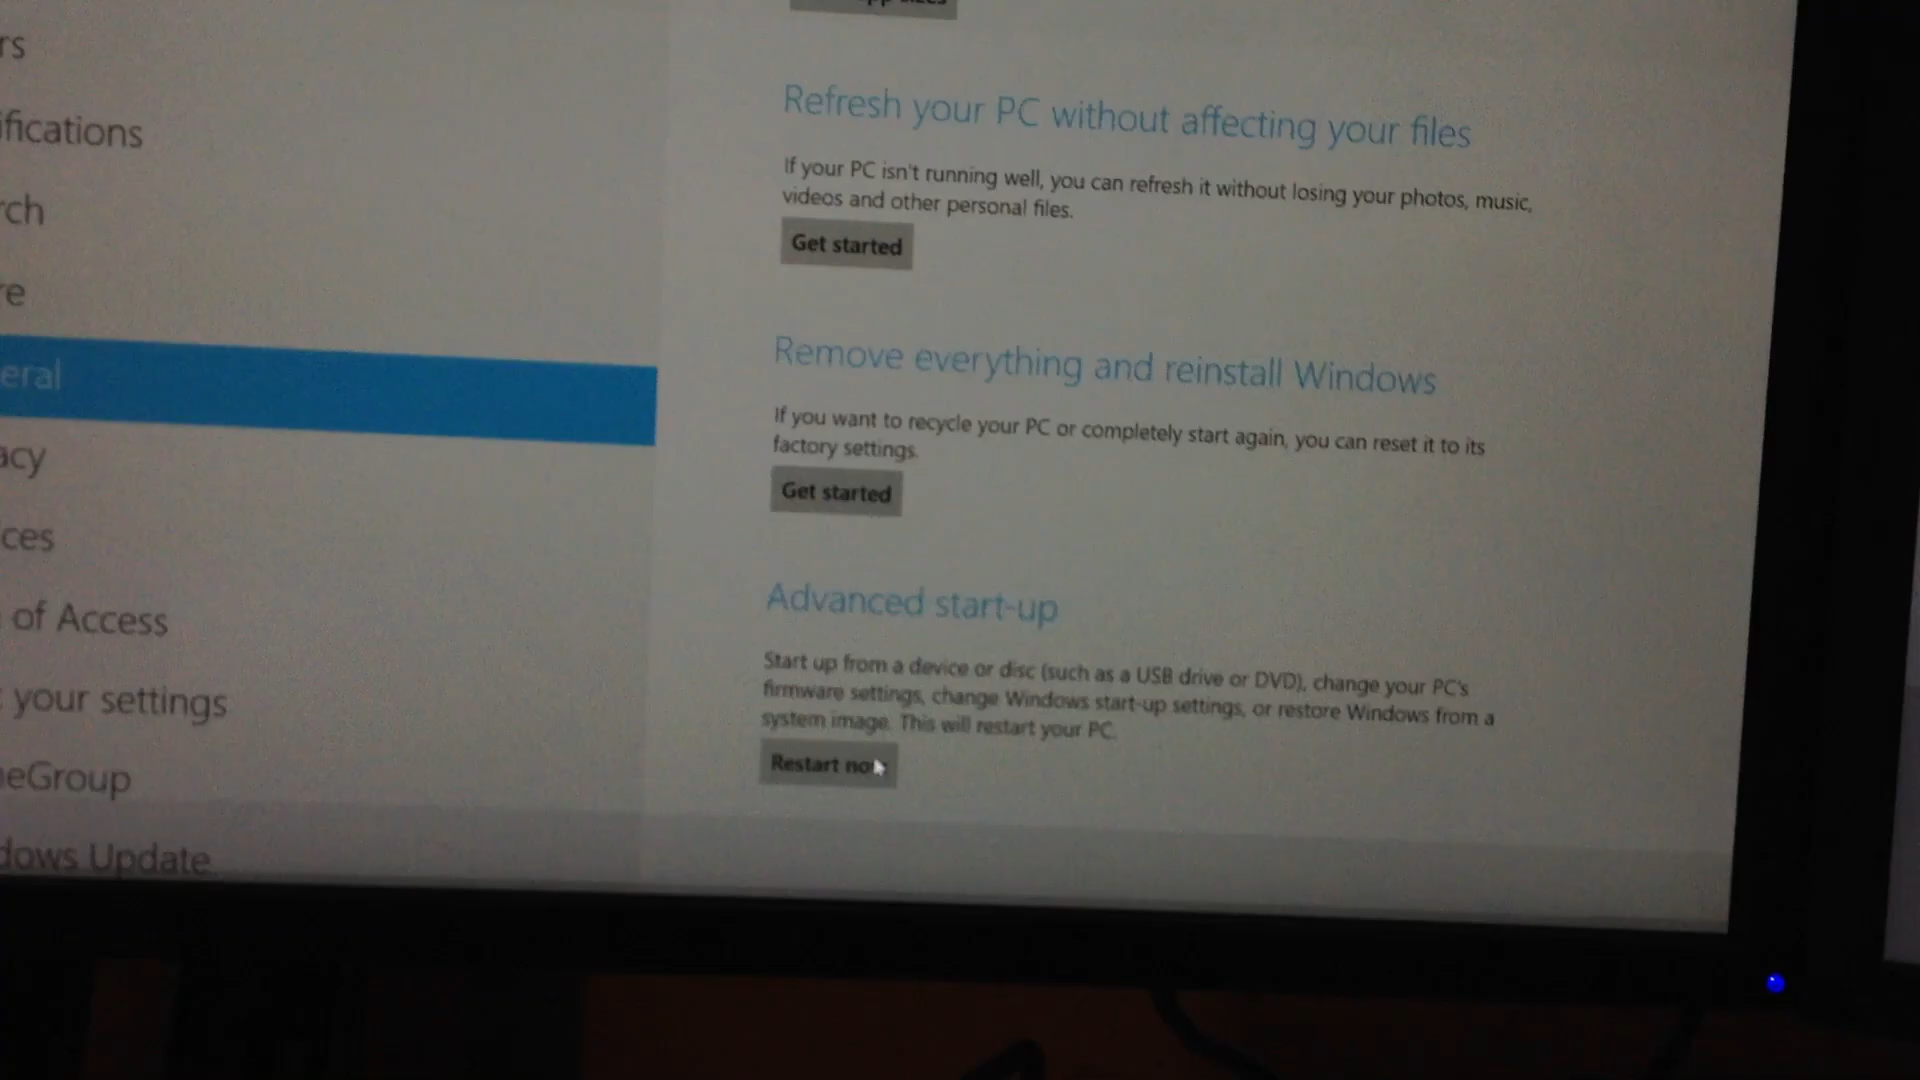 rs
ifications
rch
re
eral
acy
ces
of Access
your settings
eGroup
dows Update
Refresh your PC without affecting your files
If your PC isn't running well, you can refresh it without losing your photos, music,
videos and other personal files.
Get started
Remove everything and reinstall Windows
If you want to recycle your PC or completely start again, you can reset it to its
factory settings.
Get started
Advanced start-up
Start up from a device or disc (such as a USB drive or DVD), change your PC's
firmware settings, change Windows start-up settings, or restore Windows from a
system image. This will restart your PC.
Restart now